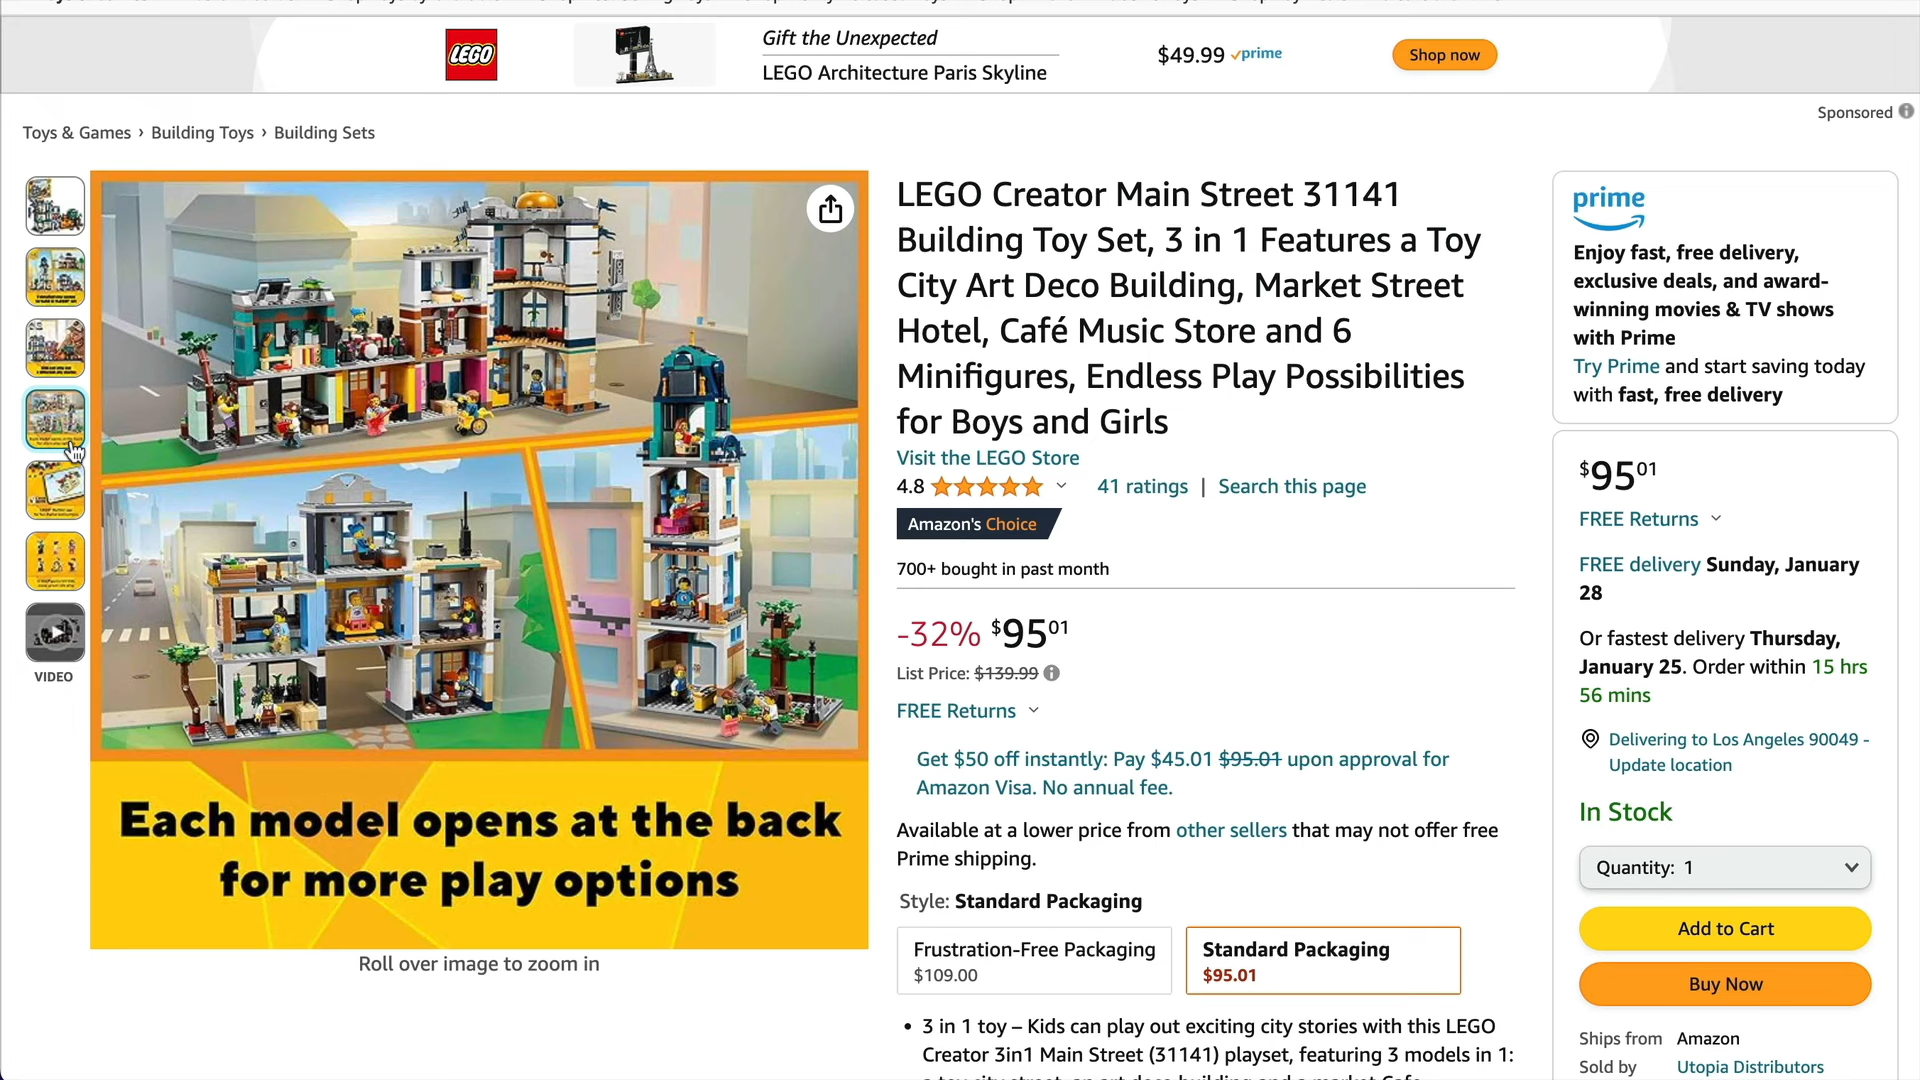 LEGO
Gift the Unexpected
LEGO Architecture Paris Skyline
$49.99 prime
Shop now
Sponsored
Toys & Games › Building Toys › Building Sets
LEGO Creator Main Street 31141
Building Toy Set, 3 in 1 Features a Toy
City Art Deco Building, Market Street
Hotel, Café Music Store and 6
Minifigures, Endless Play Possibilities
for Boys and Girls
Visit the LEGO Store
4.8
41 ratings | Search this page
Amazon's Choice
700+ bought in past month
-32% $95 01
List Price: $139.99
FREE Returns
Get $50 off instantly: Pay $45.01 $95.01 upon approval for
Amazon Visa. No annual fee.
Available at a lower price from other sellers that may not offer free
Prime shipping.
Style: Standard Packaging
Frustration-Free Packaging
$109.00
Standard Packaging
$95.01
• 3 in 1 toy – Kids can play out exciting city stories with this LEGO
Creator 3in1 Main Street (31141) playset, featuring 3 models in 1:
VIDEO
Each model opens at the back
for more play options
Roll over image to zoom in
prime
Enjoy fast, free delivery,
exclusive deals, and award-
winning movies & TV shows
with Prime
Try Prime and start saving today
with fast, free delivery
$95 01
FREE Returns
FREE delivery Sunday, January
28
Or fastest delivery Thursday,
January 25. Order within 15 hrs
56 mins
Delivering to Los Angeles 90049 -
Update location
In Stock
Quantity: 1
Add to Cart
Buy Now
Ships from Amazon
Sold by Utopia Distributors